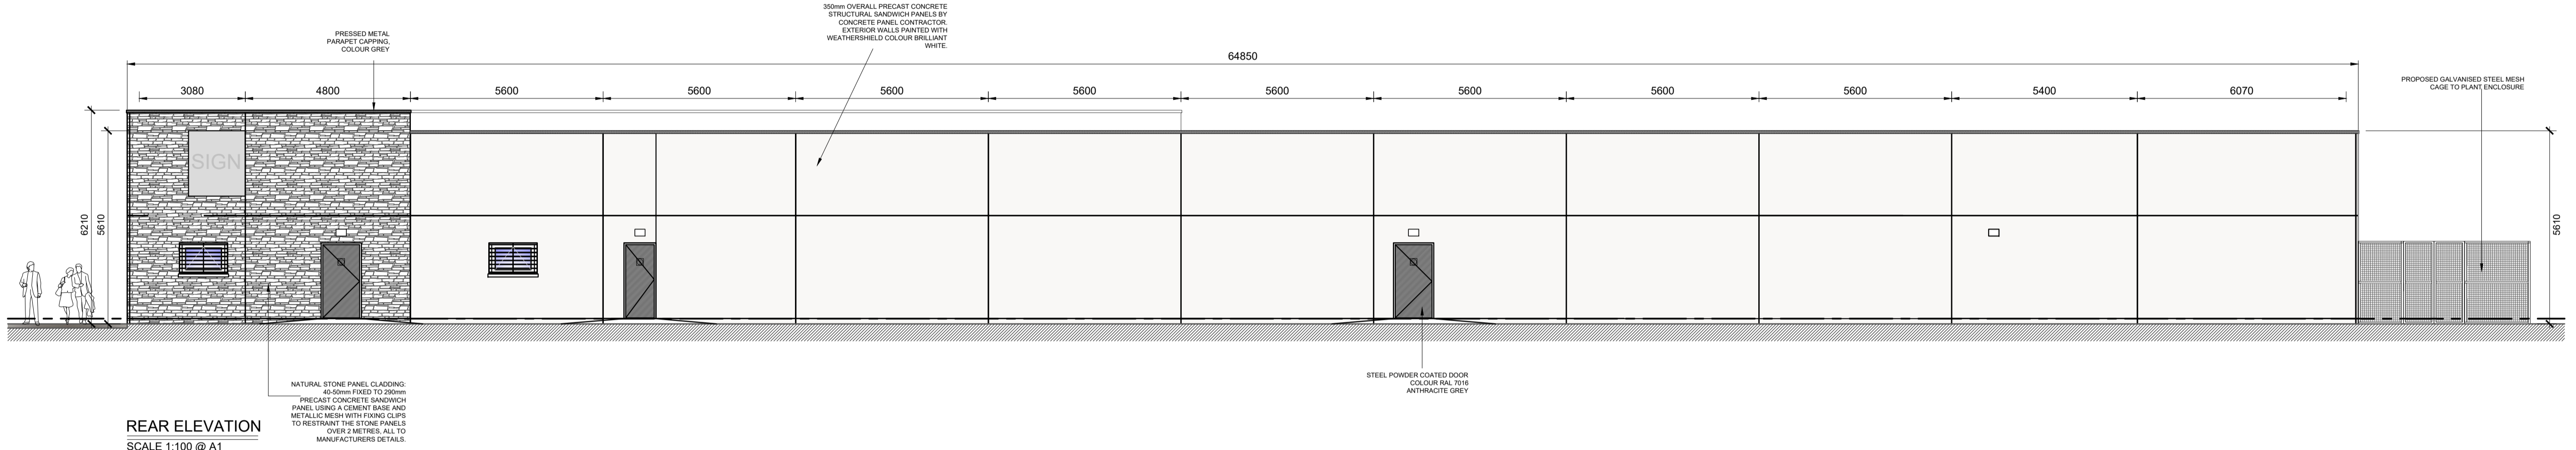 350mm OVERALL PRECAST CONCRETE
STRUCTURAL SANDWICH PANELS BY
CONCRETE PANEL CONTRACTOR.
EXTERIOR WALLS PAINTED WITH
WEATHERSHIELD COLOUR BRILLIANT
WHITE.
PRESSED METAL
PARAPET CAPPING,
COLOUR GREY
64850
PROPOSED GALVANISED STEEL MESH
CAGE TO PLANT ENCLOSURE
3080
4800
5600
5600
5600
5600
5600
5600
5600
5600
5400
6070
SIGN
6210
5610
5610
STEEL POWDER COATED DOOR
COLOUR RAL 7016
ANTHRACITE GREY
NATURAL STONE PANEL CLADDING:
40-50mm FIXED TO 290mm
PRECAST CONCRETE SANDWICH
PANEL USING A CEMENT BASE AND
METALLIC MESH WITH FIXING CLIPS
TO RESTRAINT THE STONE PANELS
OVER 2 METRES, ALL TO
MANUFACTURERS DETAILS.
REAR ELEVATION
SCALE 1:100 @ A1